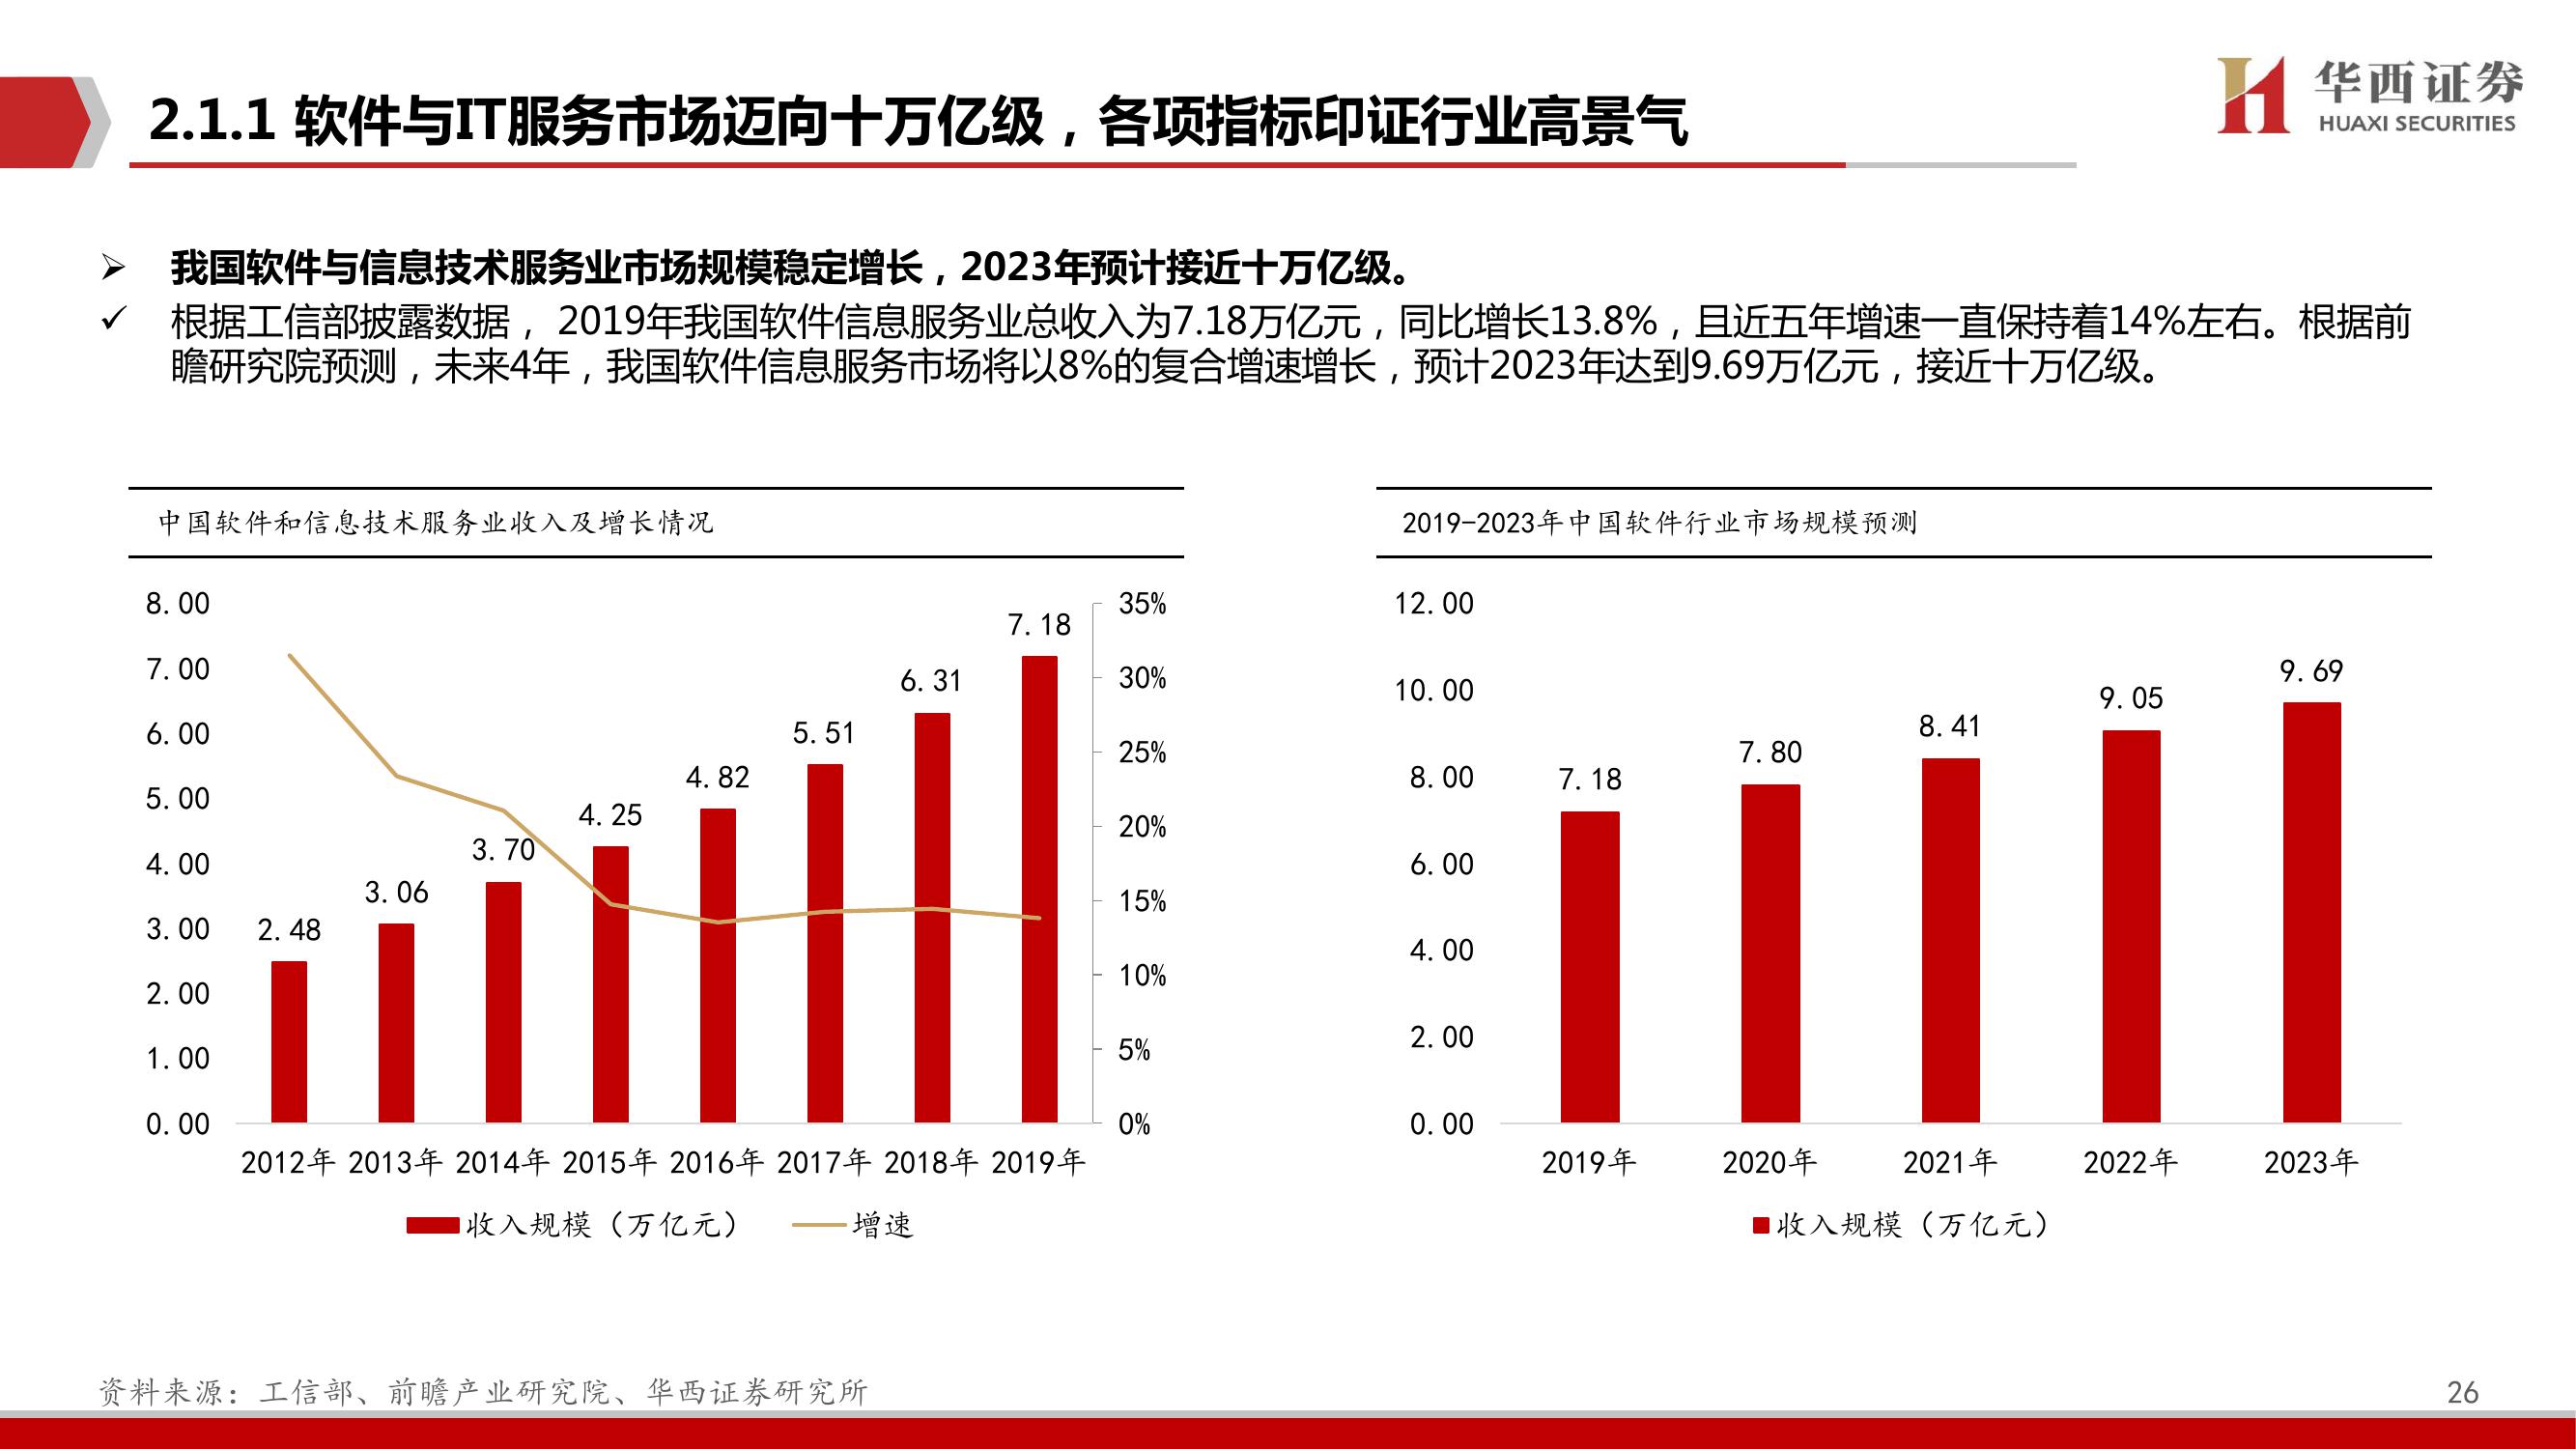 2.1.1 软件与IT服务市场迈向十万亿级，各项指标印证行业高景气
华西证券
HUAXI SECURITIES
➢ 我国软件与信息技术服务业市场规模稳定增长，2023年预计接近十万亿级。
✓ 根据工信部披露数据， 2019年我国软件信息服务业总收入为7.18万亿元，同比增长13.8%，且近五年增速一直保持着14%左右。根据前
瞻研究院预测，未来4年，我国软件信息服务市场将以8%的复合增速增长，预计2023年达到9.69万亿元，接近十万亿级。
中国软件和信息技术服务业收入及增长情况
8.00
7.00
6.00
5.00
4.00
3.00
2.00
1.00
0.00
2.48
3.06
3.70
4.25
4.82
5.51
6.31
7.18
35%
30%
25%
20%
15%
10%
5%
0%
2012年 2013年 2014年 2015年 2016年 2017年 2018年 2019年
收入规模（万亿元） 增速
2019-2023年中国软件行业市场规模预测
12.00
10.00
8.00
6.00
4.00
2.00
0.00
7.18
7.80
8.41
9.05
9.69
2019年 2020年 2021年 2022年 2023年
收入规模（万亿元）
资料来源：工信部、前瞻产业研究院、华西证券研究所
26